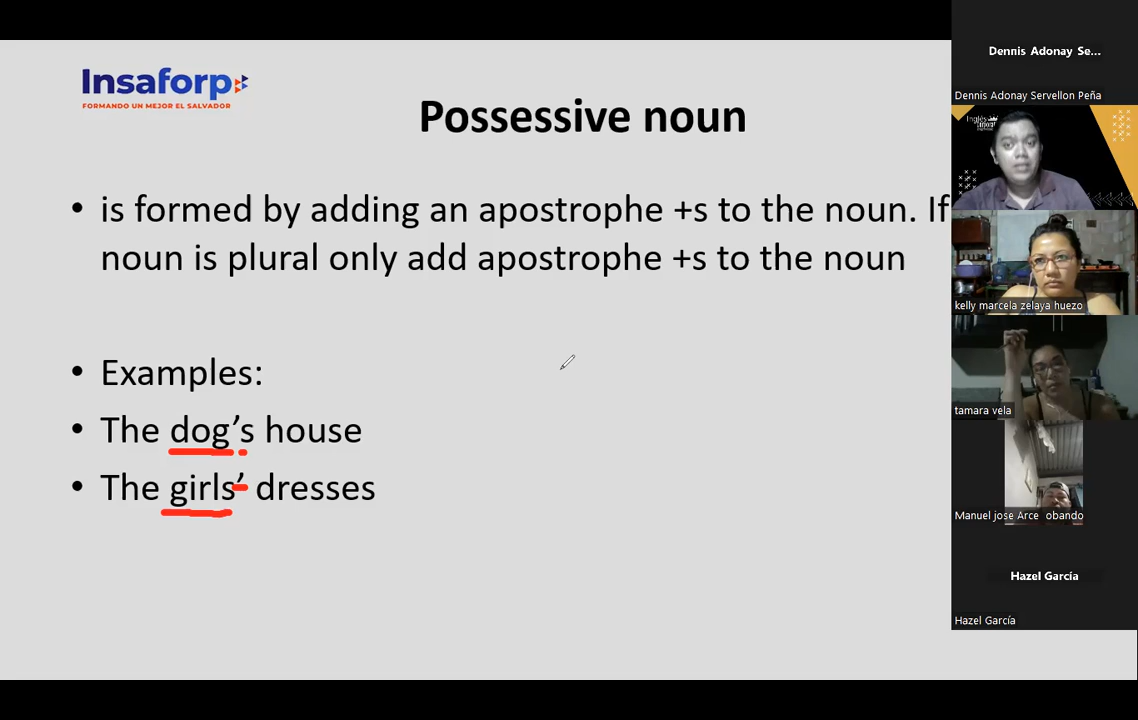 Insaforp
FORMANDO UN MEJOR EL SALVADOR
Possessive noun
• is formed by adding an apostrophe +s to the noun. If
noun is plural only add apostrophe +s to the noun
• Examples:
• The dog’s house
• The girls’ dresses
Dennis Adonay Se...
Dennis Adonay Servellon Peña
Inglés
kelly marcela zelaya huezo
tamara vela
Manuel jose Arce obando
Hazel García
Hazel García